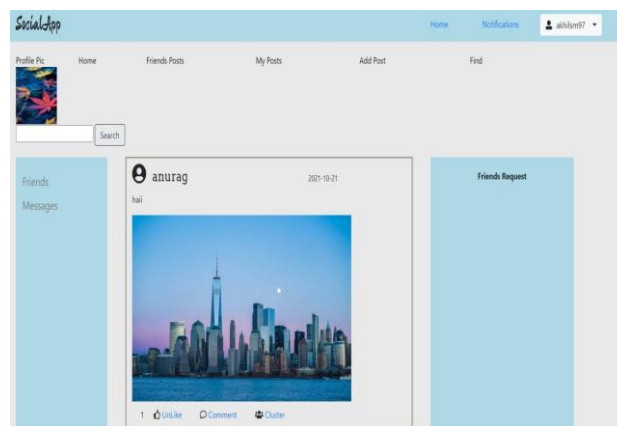 SocialApp Home Notifications akhilsm97
Profile Pic Home Friends Posts My Posts Add Post Find
Search
Friends
Messages
anurag 2021-10-21
haii
1 UnLike Comment Cluster
Friends Request